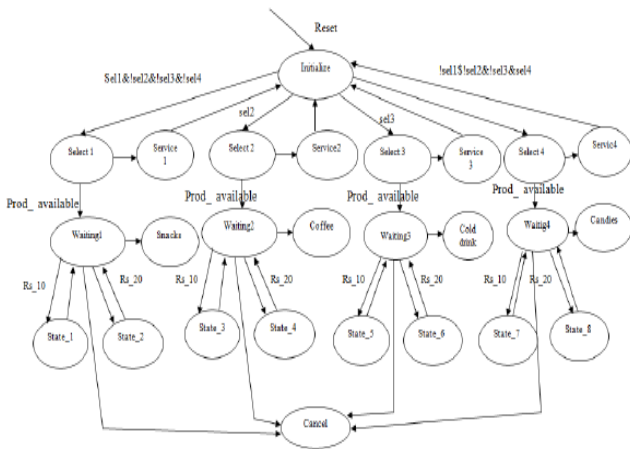 Reset
Initialize
Sel1&!sel2&!sel3&!sel4
!sel1$!sel2&!sel3&sel4
sel2
sel3
Select 1
Service
1
Select 2
Service2
Select 3
Service
3
Select 4
Servic4
Prod_ available
Prod_ available
Prod_ available
Prod_ available
Waiting1
Snacks
Waiting2
Coffee
Waiting3
Cold
drink
Waitig4
Candies
Rs_10
Rs_20
Rs_10
Rs_20
Rs_10
Rs_20
Rs_10
Rs_20
State_1
State_2
State_3
State_4
State_5
State_6
State_7
State_8
Cancel